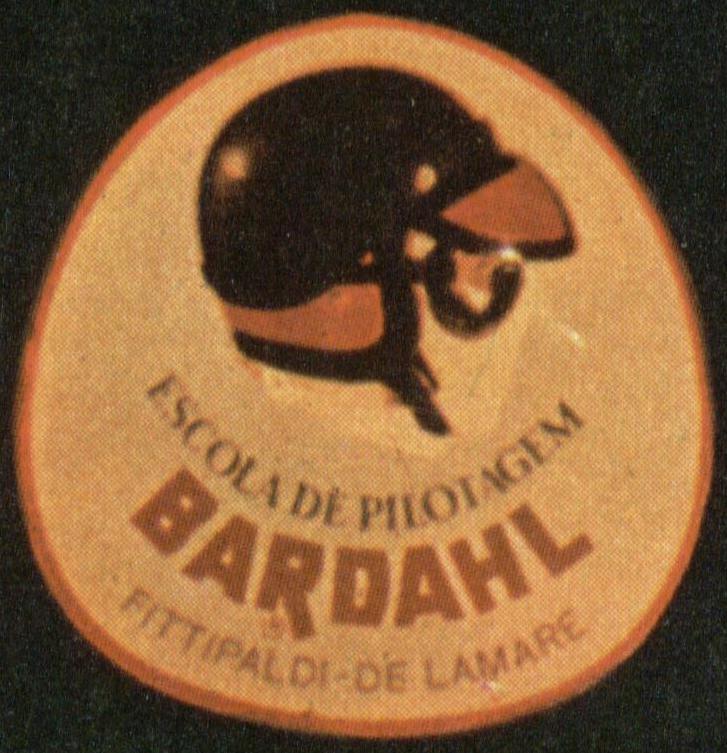 ESCOLA DE PILOTAGEM
BARDAHL
FITTIPALDI-DE LAMARE